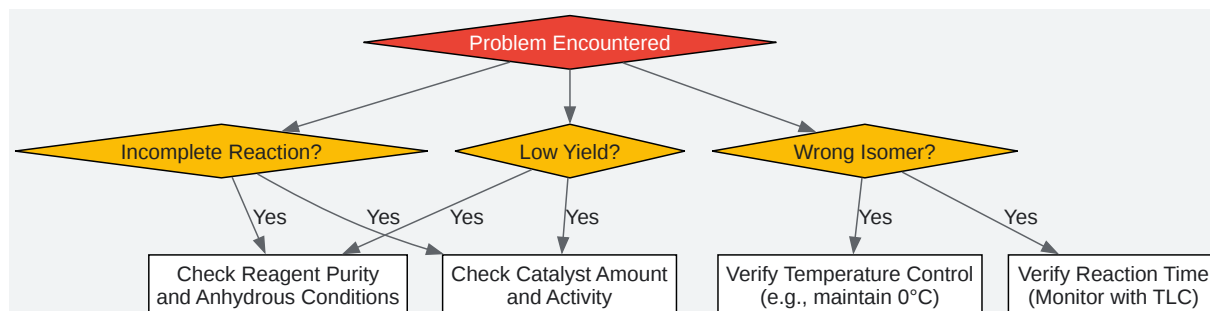 Problem Encountered
Incomplete Reaction?
Low Yield?
Wrong Isomer?
Yes
Yes
Yes
Yes
Yes
Yes
Check Reagent Purity
and Anhydrous Conditions
Check Catalyst Amount
and Activity
Verify Temperature Control
(e.g., maintain 0°C)
Verify Reaction Time
(Monitor with TLC)